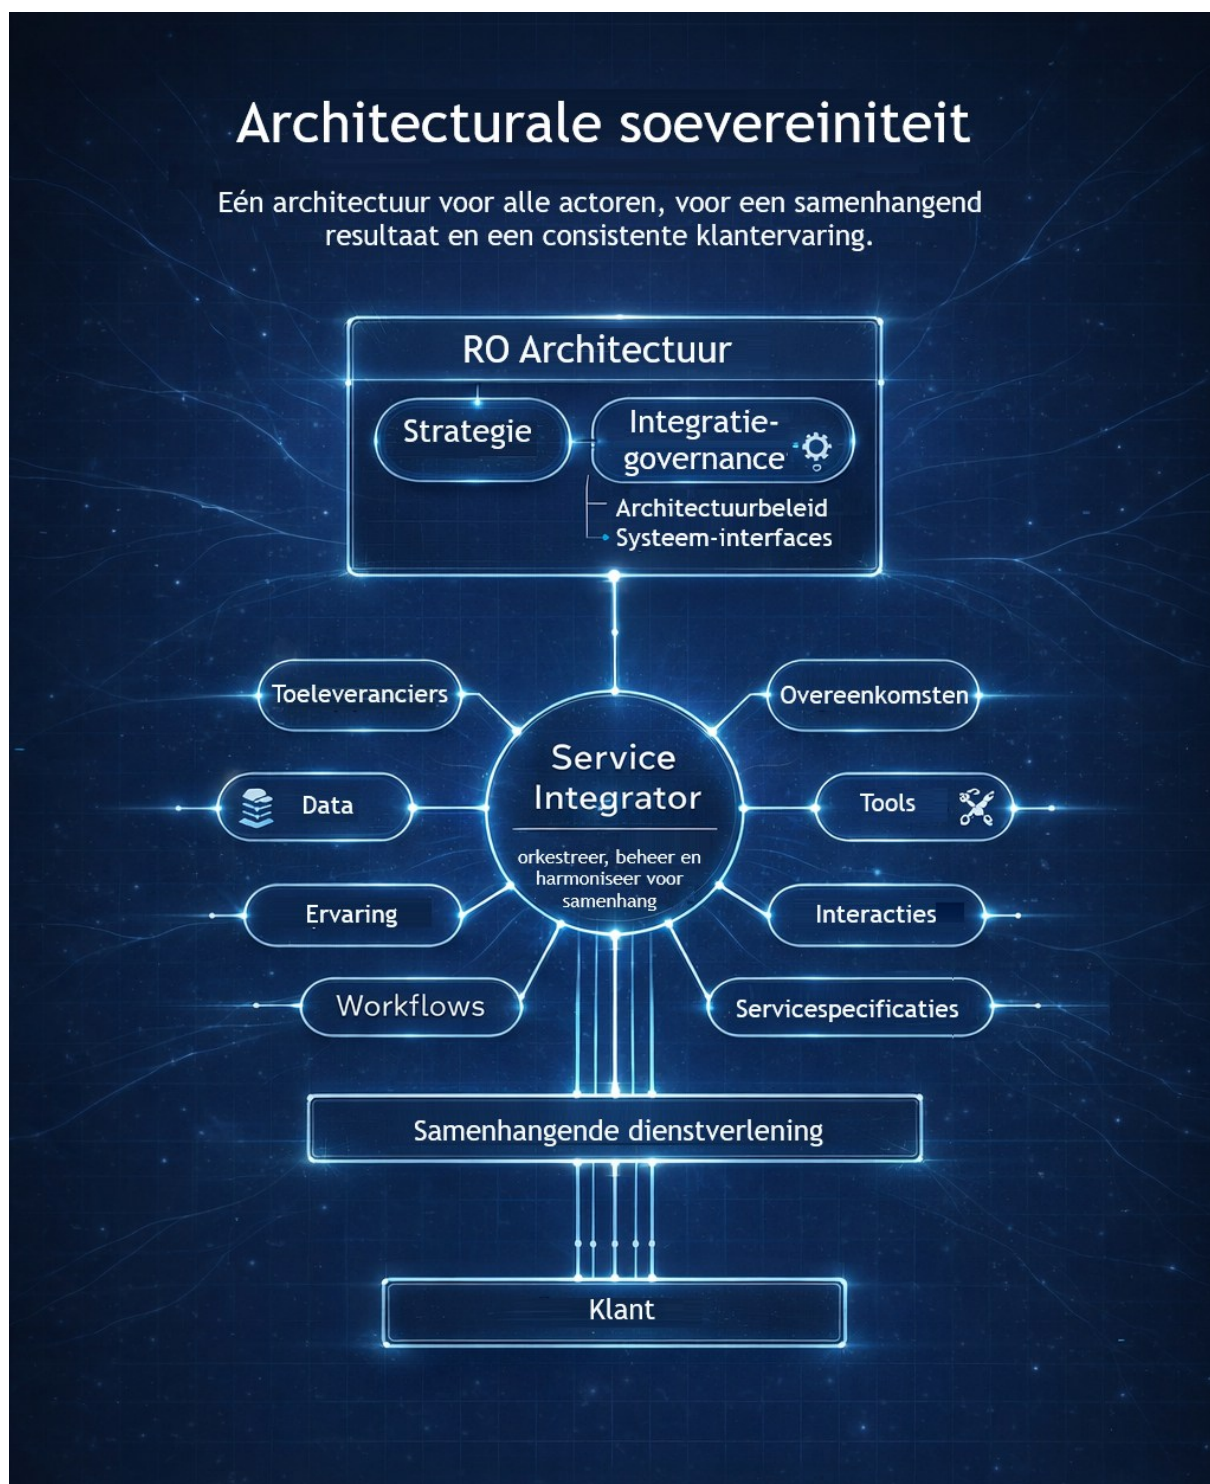 Architecturale soevereiniteit
Eén architectuur voor alle actoren, voor een samenhangend
resultaat en een consistente klantervaring.
RO Architectuur
Strategie
Integratie-
governance
Architectuurbeleid
Systeem-interfaces
Toeleveranciers
Overeenkomsten
Service
Integrator
orkestreer, beheer en
harmoniseer voor
samenhang
Data
Tools
Ervaring
Interacties
Workflows
Servicespecificaties
Samenhangende dienstverlening
Klant